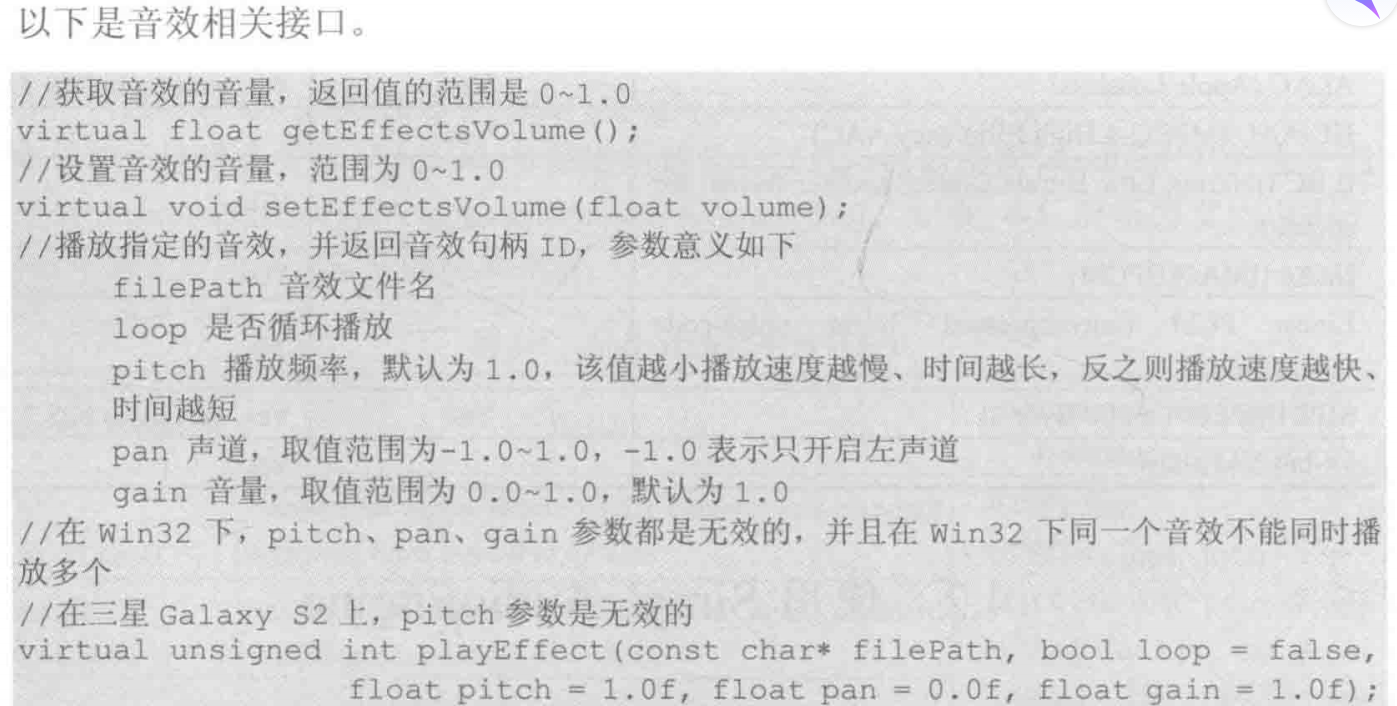 以下是音效相关接口。
//获取音效的音量，返回值的范围是 0~1.0
virtual float getEffectsVolume();
//设置音效的音量，范围为 0~1.0
virtual void setEffectsVolume(float volume);
//播放指定的音效，并返回音效句柄 ID，参数意义如下
filePath 音效文件名
loop 是否循环播放
pitch 播放频率，默认为 1.0，该值越小播放速度越慢、时间越长，反之则播放速度越快、
时间越短
pan 声道，取值范围为-1.0~1.0，-1.0 表示只开启左声道
gain 音量，取值范围为 0.0~1.0，默认为 1.0
//在 Win32 下，pitch、pan、gain 参数都是无效的，并且在 Win32 下同一个音效不能同时播
放多个
//在三星 Galaxy S2 上，pitch 参数是无效的
virtual unsigned int playEffect(const char* filePath, bool loop = false,
float pitch = 1.0f, float pan = 0.0f, float gain = 1.0f);